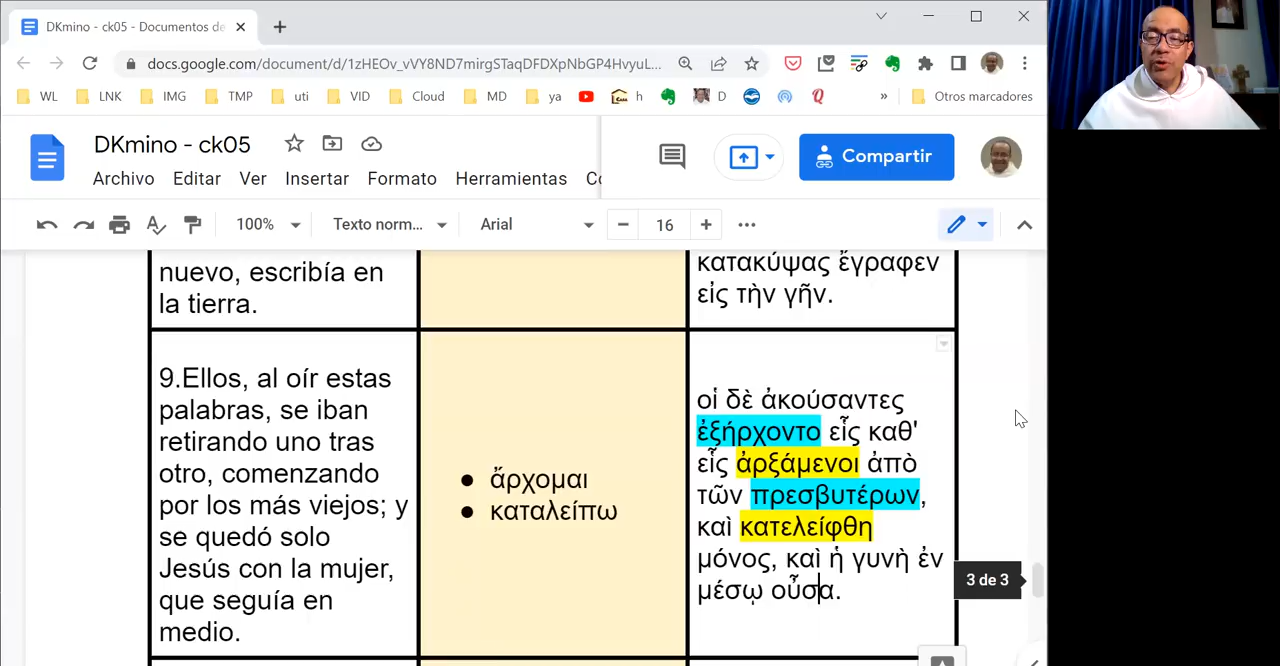 DKmino - ck05 - Documentos de
docs.google.com/document/d/1zHEOv_vVY8ND7mirgSTaqDFDXpNbGP4HvyuL...
WL LNK IMG TMP uti VID Cloud MD ya h D » Otros marcadores
DKmino - ck05
Compartir
Archivo Editar Ver Insertar Formato Herramientas
100% Texto norm... Arial 16
nuevo, escribía en
la tierra.
κατακύψας ἔγραφεν
εἰς τὴν γῆν.
9.Ellos, al oír estas
palabras, se iban
retirando uno tras
otro, comenzando
por los más viejos; y
se quedó solo
Jesús con la mujer,
que seguía en
medio.
● ἄρχομαι
● καταλείπω
οἱ δὲ ἀκούσαντες
ἐξήρχοντο εἷς καθ'
εἷς ἀρξάμενοι ἀπὸ
τῶν πρεσβυτέρων,
καὶ κατελείφθη
μόνος, καὶ ἡ γυνὴ ἐν
μέσῳ οὖσα.
3 de 3